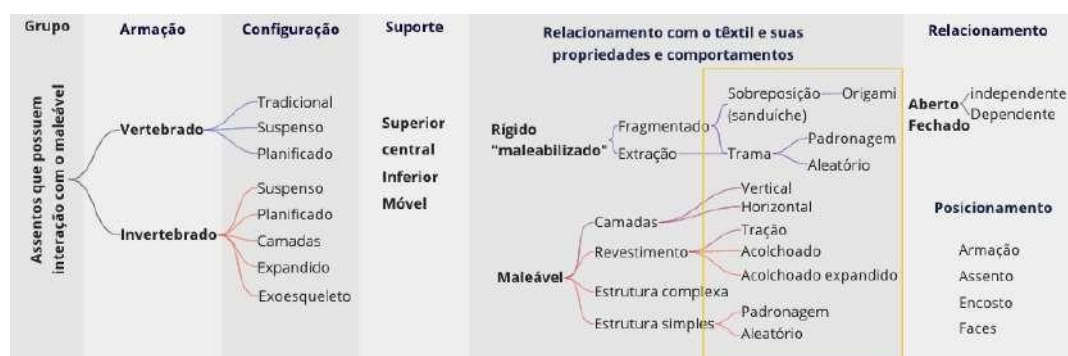 Grupo
Assentos que possuem
interação com o maleável
Armação
Vertebrado
Invertebrado
Configuração
Tradicional
Suspenso
Planificado
Suspenso
Planificado
Camadas
Expandido
Exoesqueleto
Suporte
Superior
central
Inferior
Móvel
Relacionamento com o têxtil e suas
propriedades e comportamentos
Rígido
"maleabilizado"
Fragmentado
Extração
Sobreposição
(sanduíche)
Origami
Trama
Padronagem
Aleatório
Maleável
Camadas
Vertical
Horizontal
Revestimento
Tração
Acolchoado
Acolchoado expandido
Estrutura complexa
Estrutura simples
Padronagem
Aleatório
Relacionamento
Aberto
Fechado
independente
Dependente
Posicionamento
Armação
Assento
Encosto
Faces